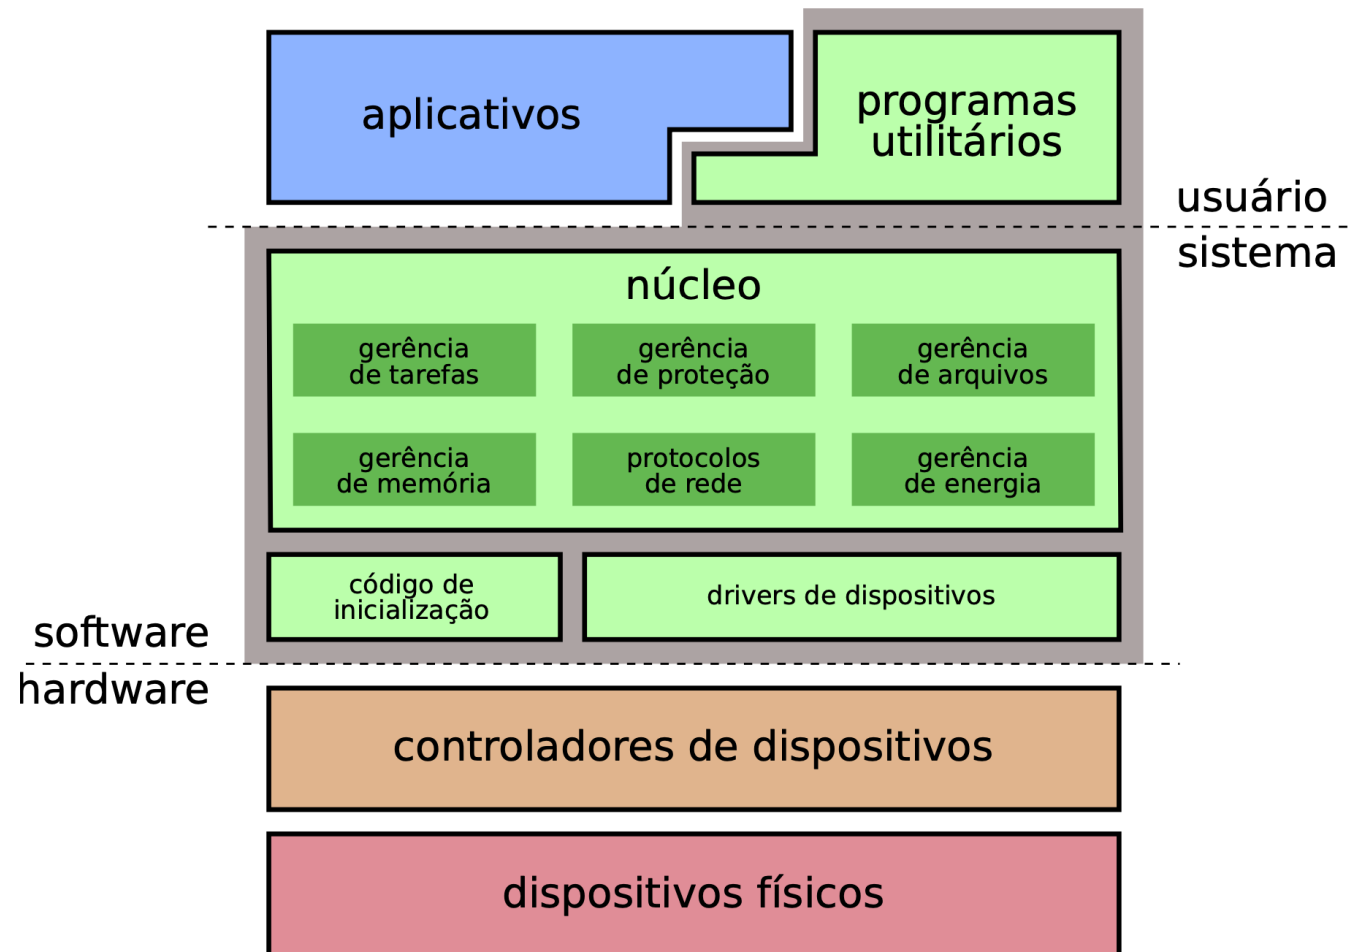 aplicativos
programas
utilitários
usuário
sistema
núcleo
gerência
de tarefas
gerência
de proteção
gerência
de arquivos
gerência
de memória
protocolos
de rede
gerência
de energia
código de
inicialização
drivers de dispositivos
software
hardware
controladores de dispositivos
dispositivos físicos